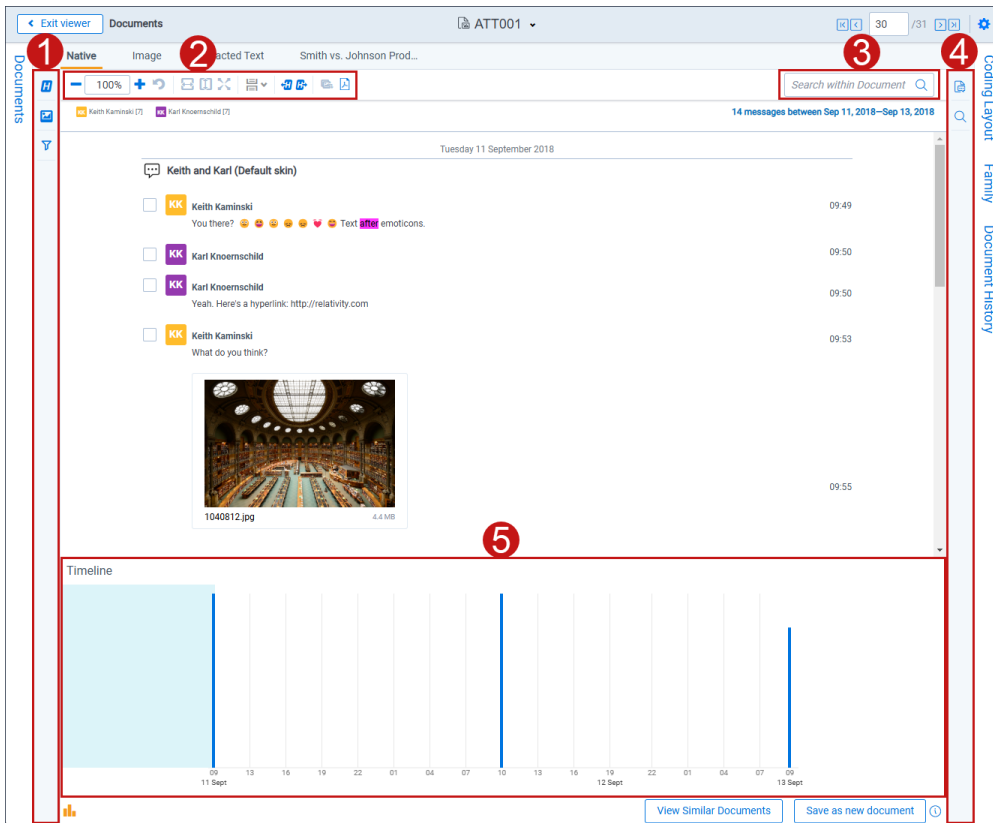 Exit viewer Documents ATT001 30 /31
1 2 3 4
Native Image acted Text Smith vs. Johnson Prod...
100% Search within Document
Keith Kaminski [7] KK Karl Knoernschild [7] 14 messages between Sep 11, 2018—Sep 13, 2018
Tuesday 11 September 2018
Keith and Karl (Default skin)
KK Keith Kaminski 09:49
You there? Text after emoticons.
KK Karl Knoernschild 09:50
KK Karl Knoernschild 09:50
Yeah. Here's a hyperlink: http://relativity.com
KK Keith Kaminski 09:53
What do you think?
09:55
1040812.jpg 4.4 MB
5
Timeline
09 13 16 19 22 01 04 07 10 13 16 19 22 01 04 07 09
11 Sept 12 Sept 13 Sept
View Similar Documents Save as new document
Documents
Coding Layout
Family
Document History